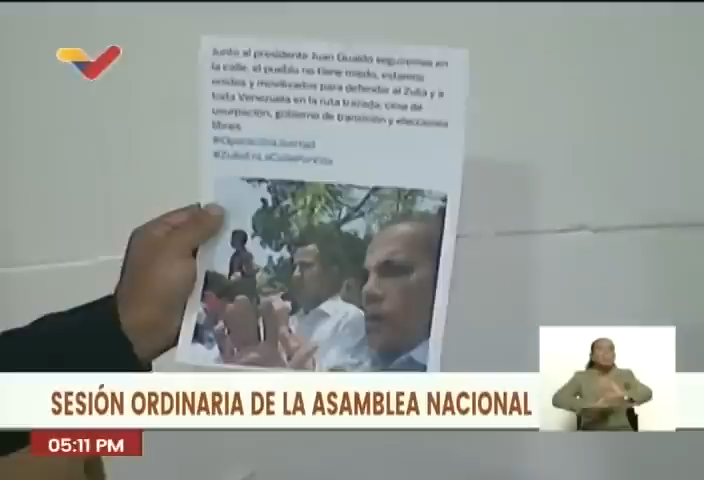 Junto al presidente Juan Guaidó seguiremos en
la calle, el pueblo no tiene miedo, estamos
unidos y movilizados para defender al Zulia y a
toda Venezuela en la ruta trazada, cese de
usurpación, gobierno de transición y elecciones
libres
#OperaciónLibertad
SESIÓN ORDINARIA DE LA ASAMBLEA NACIONAL
05:11 PM